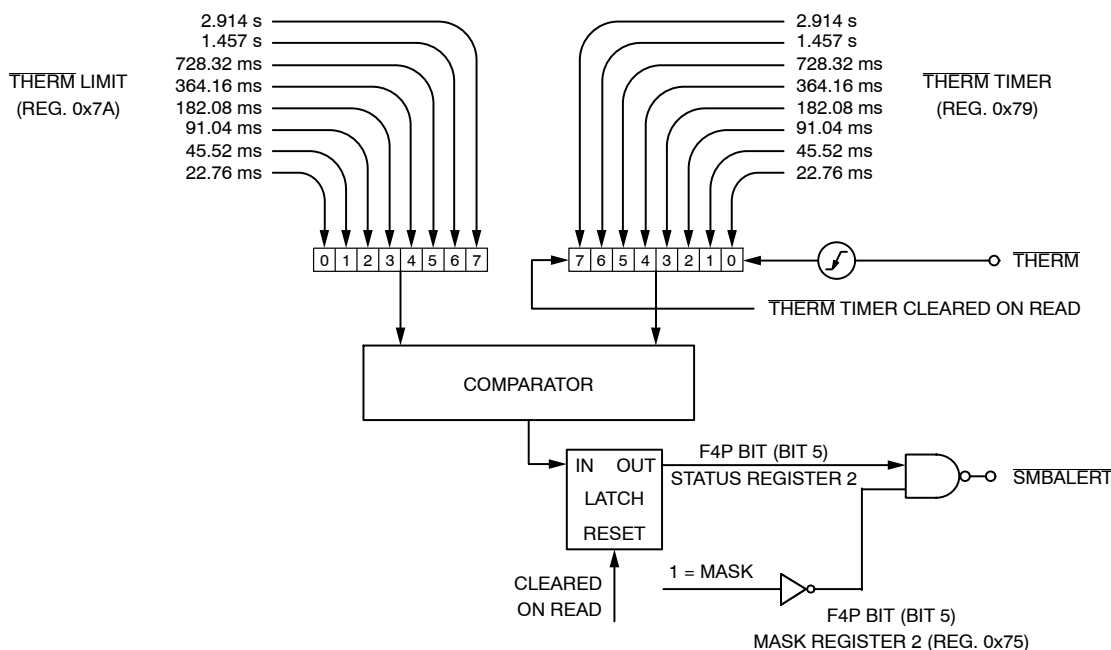 2.914 s
1.457 s
728.32 ms
364.16 ms
182.08 ms
91.04 ms
45.52 ms
22.76 ms
THERM LIMIT
(REG. 0x7A)
2.914 s
1.457 s
728.32 ms
364.16 ms
182.08 ms
91.04 ms
45.52 ms
22.76 ms
THERM TIMER
(REG. 0x79)
0 1 2 3 4 5 6 7
7 6 5 4 3 2 1 0
THERM
THERM TIMER CLEARED ON READ
COMPARATOR
IN OUT
LATCH
RESET
F4P BIT (BIT 5)
STATUS REGISTER 2
SMBALERT
CLEARED
ON READ
1 = MASK
F4P BIT (BIT 5)
MASK REGISTER 2 (REG. 0x75)